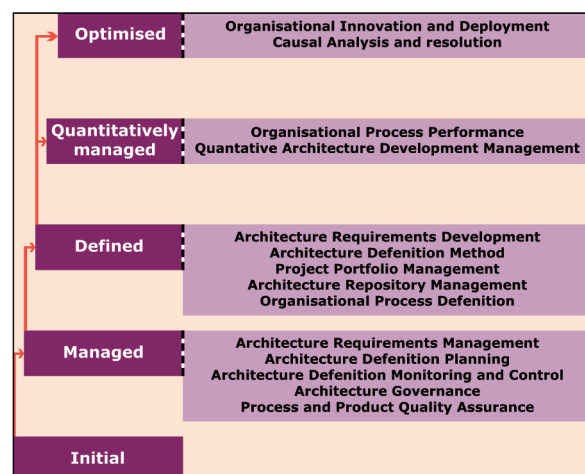 Optimised
Organisational Innovation and Deployment
Causal Analysis and resolution
Quantitatively
managed
Organisational Process Performance
Quantative Architecture Development Management
Defined
Architecture Requirements Development
Architecture Defenition Method
Project Portfolio Management
Architecture Repository Management
Organisational Process Defenition
Managed
Architecture Requirements Management
Architecture Defenition Planning
Architecture Defenition Monitoring and Control
Architecture Governance
Process and Product Quality Assurance
Initial